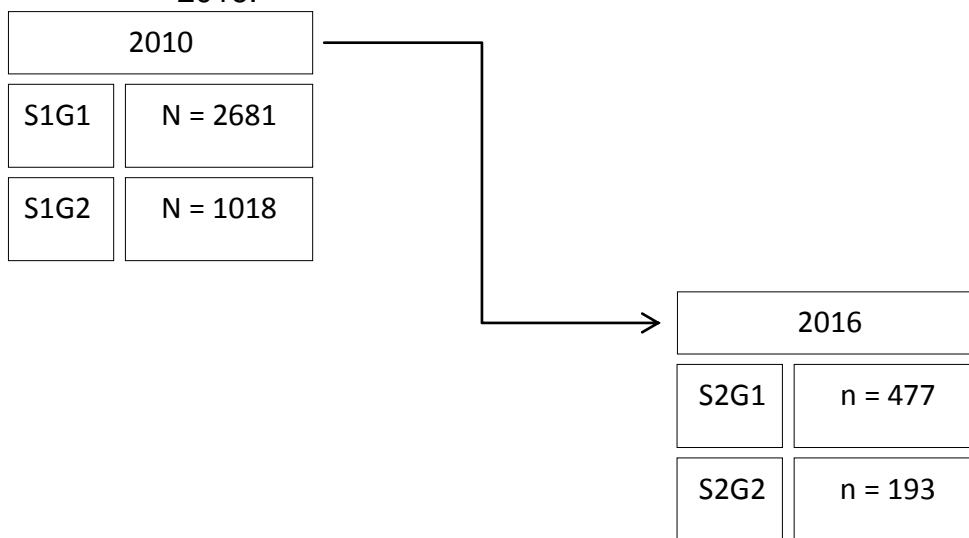 2010
S1G1 N = 2681
S1G2 N = 1018
2016
S2G1 n = 477
S2G2 n = 193